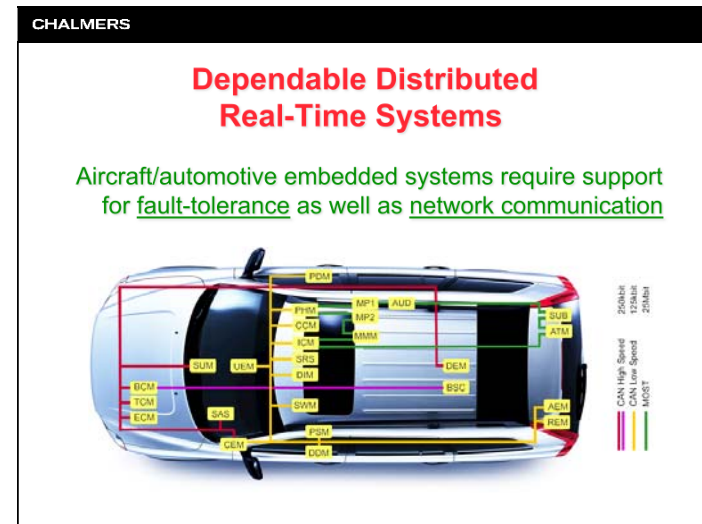 CHALMERS
Dependable Distributed
Real-Time Systems
Aircraft/automotive embedded systems require support
for fault-tolerance as well as network communication
PDM
PHM
MP1
AUD
MP2
CCM
MMM
ICM
SUB
ATM
SUM
UEM
SRS
DEM
DIM
BCM
BSC
TCM
ECM
SAS
SWM
AEM
REM
CEM
PSM
DDM
CAN High Speed 250kbit
CAN Low Speed 125kbit
MOST 25Mbit